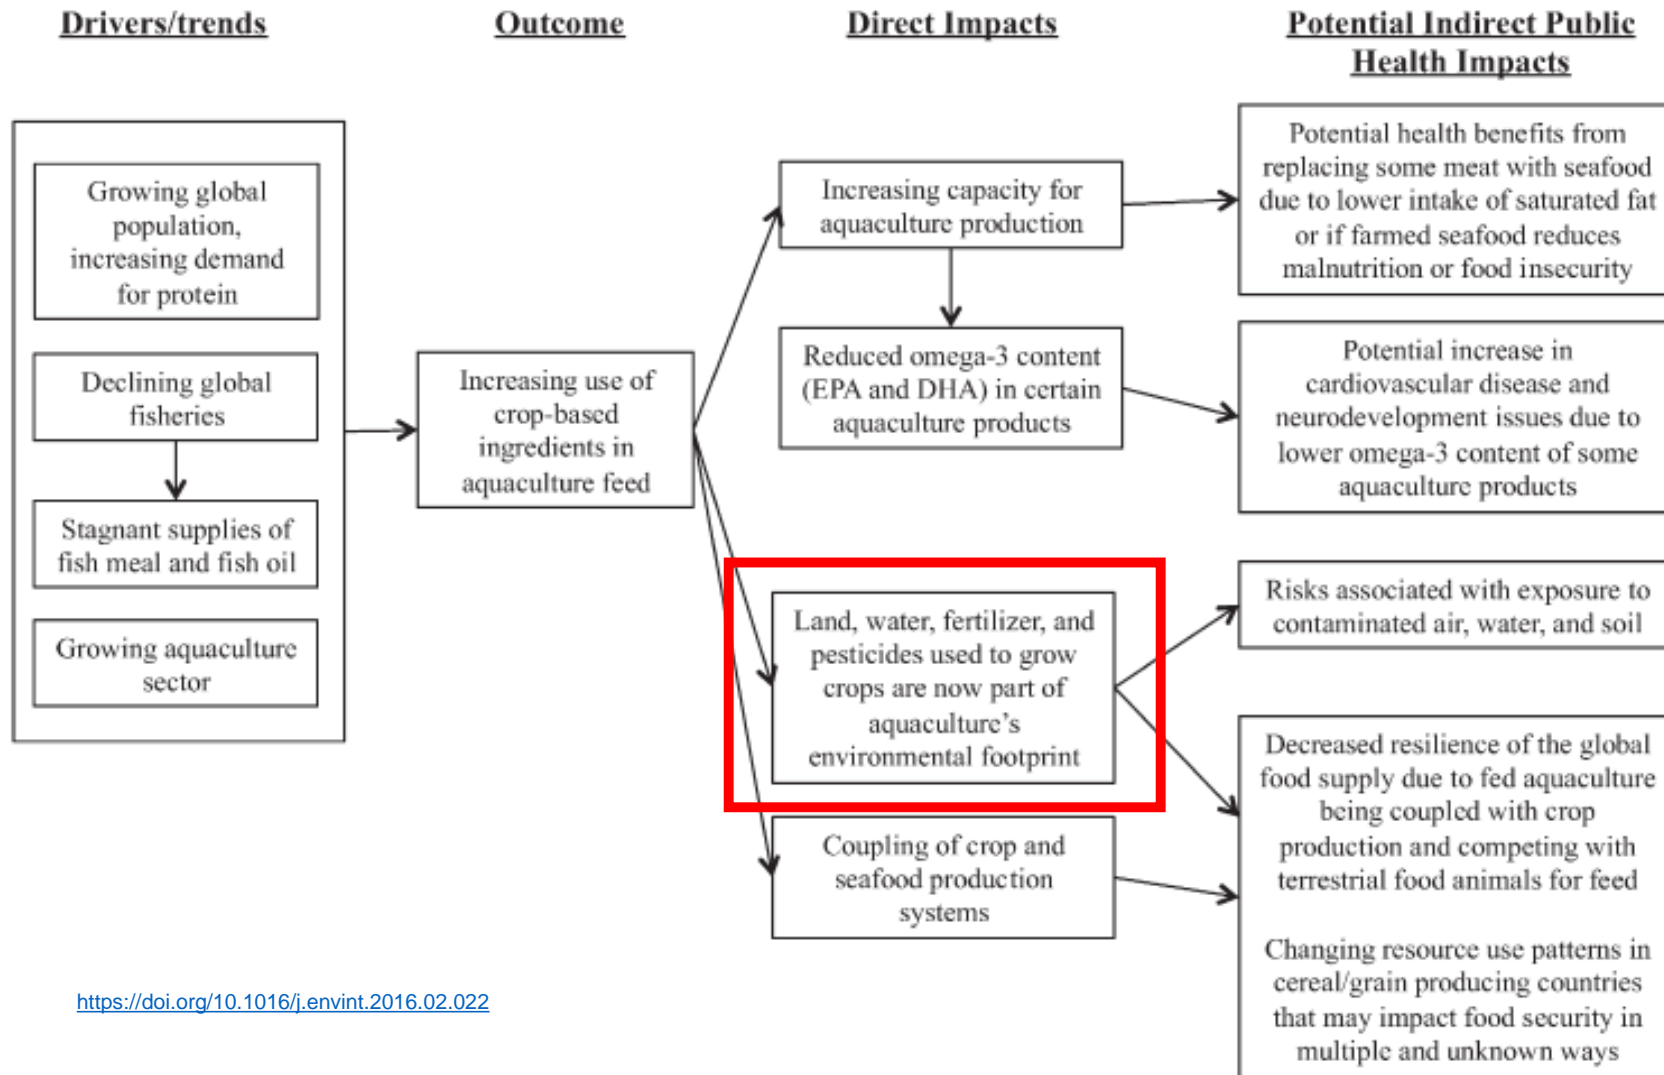 Drivers/trends
Outcome
Direct Impacts
Potential Indirect Public
Health Impacts
Growing global
population,
increasing demand
for protein
Declining global
fisheries
Stagnant supplies of
fish meal and fish oil
Growing aquaculture
sector
Increasing use of
crop-based
ingredients in
aquaculture feed
Increasing capacity for
aquaculture production
Reduced omega-3 content
(EPA and DHA) in certain
aquaculture products
Land, water, fertilizer, and
pesticides used to grow
crops are now part of
aquaculture’s
environmental footprint
Coupling of crop and
seafood production
systems
Potential health benefits from
replacing some meat with seafood
due to lower intake of saturated fat
or if farmed seafood reduces
malnutrition or food insecurity
Potential increase in
cardiovascular disease and
neurodevelopment issues due to
lower omega-3 content of some
aquaculture products
Risks associated with exposure to
contaminated air, water, and soil
Decreased resilience of the global
food supply due to fed aquaculture
being coupled with crop
production and competing with
terrestrial food animals for feed
Changing resource use patterns in
cereal/grain producing countries
that may impact food security in
multiple and unknown ways
https://doi.org/10.1016/j.envint.2016.02.022